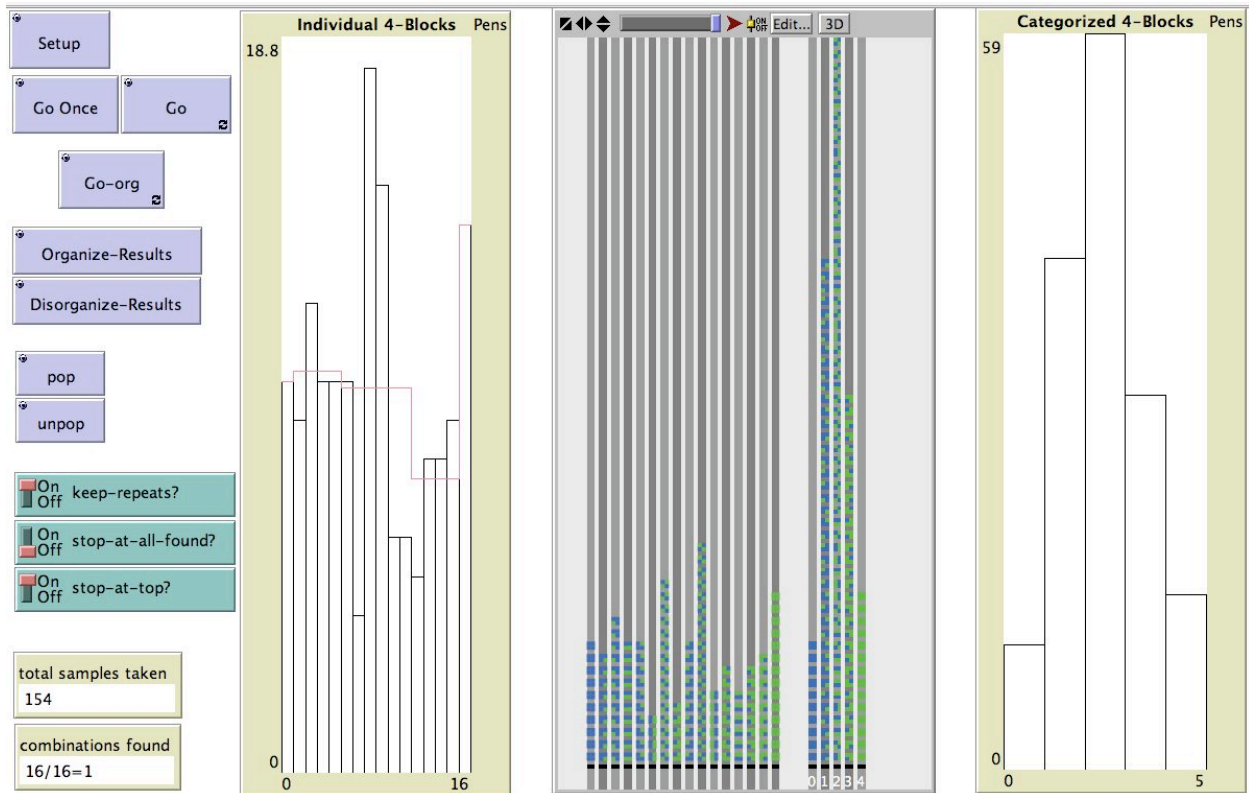 Setup
Go Once
Go
Go-org
Organize-Results
Disorganize-Results
pop
unpop
On
Off
keep-repeats?
On
Off
stop-at-all-found?
On
Off
stop-at-top?
total samples taken
154
combinations found
16/16=1
Individual 4-Blocks
Pens
18.8
0
0
16
ON
OFF
Edit...
3D
0 1 2 3 4
Categorized 4-Blocks
Pens
59
0
0
5